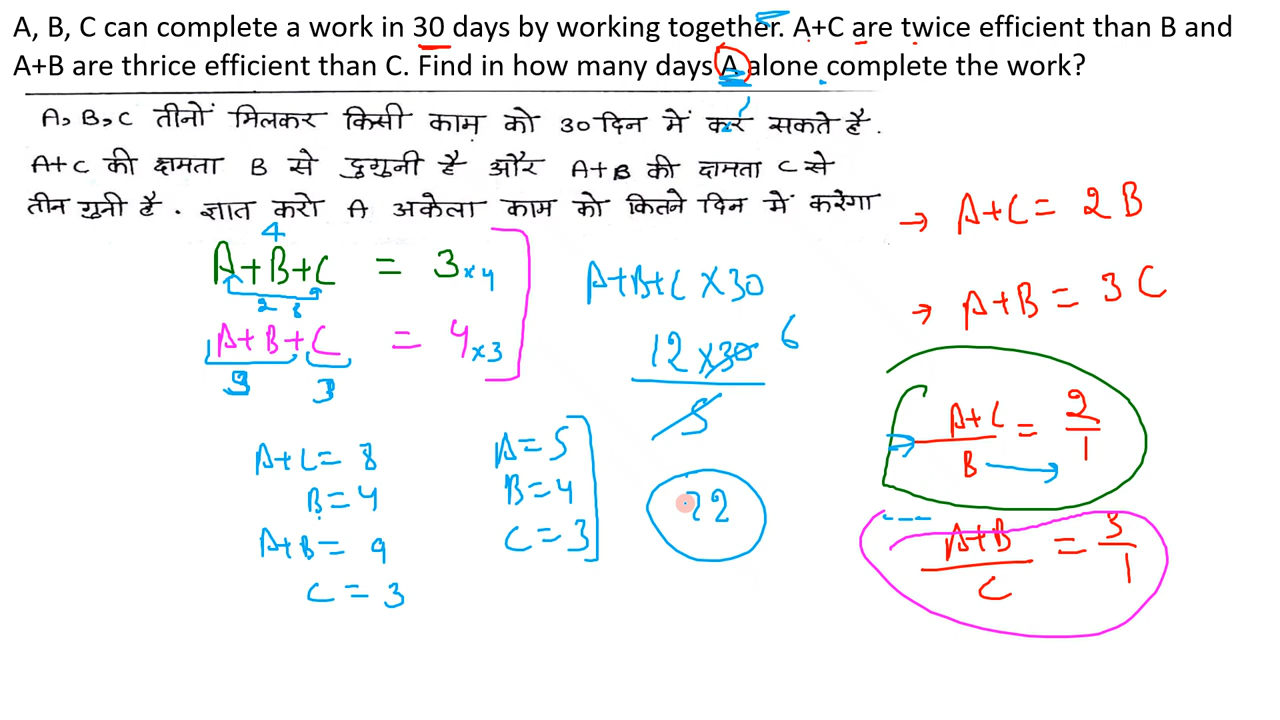 A, B, C can complete a work in 30 days by working together. A+C are twice efficient than B and
A+B are thrice efficient than C. Find in how many days A alone complete the work?
A, B, C तीनों मिलकर किसी काम को 30 दिन में कर सकते है.
A+C की क्षमता B से दुगुनी है और A+B की क्षमता C से
तीन गुनी है. ज्ञात करो A अकेला काम को कितने दिन में करेगा
→ A+C = 2B
→ A+B = 3C
4
A+B+C = 3×4
2 8
A+B+C = 4×3
9 3
A+B+C × 30
12 × 30 6
5
72
A+C = 8
B = 4
A+B = 9
C = 3
A = 5
B = 4
C = 3
A+C = 2
B 1
A+B = 3
C 1